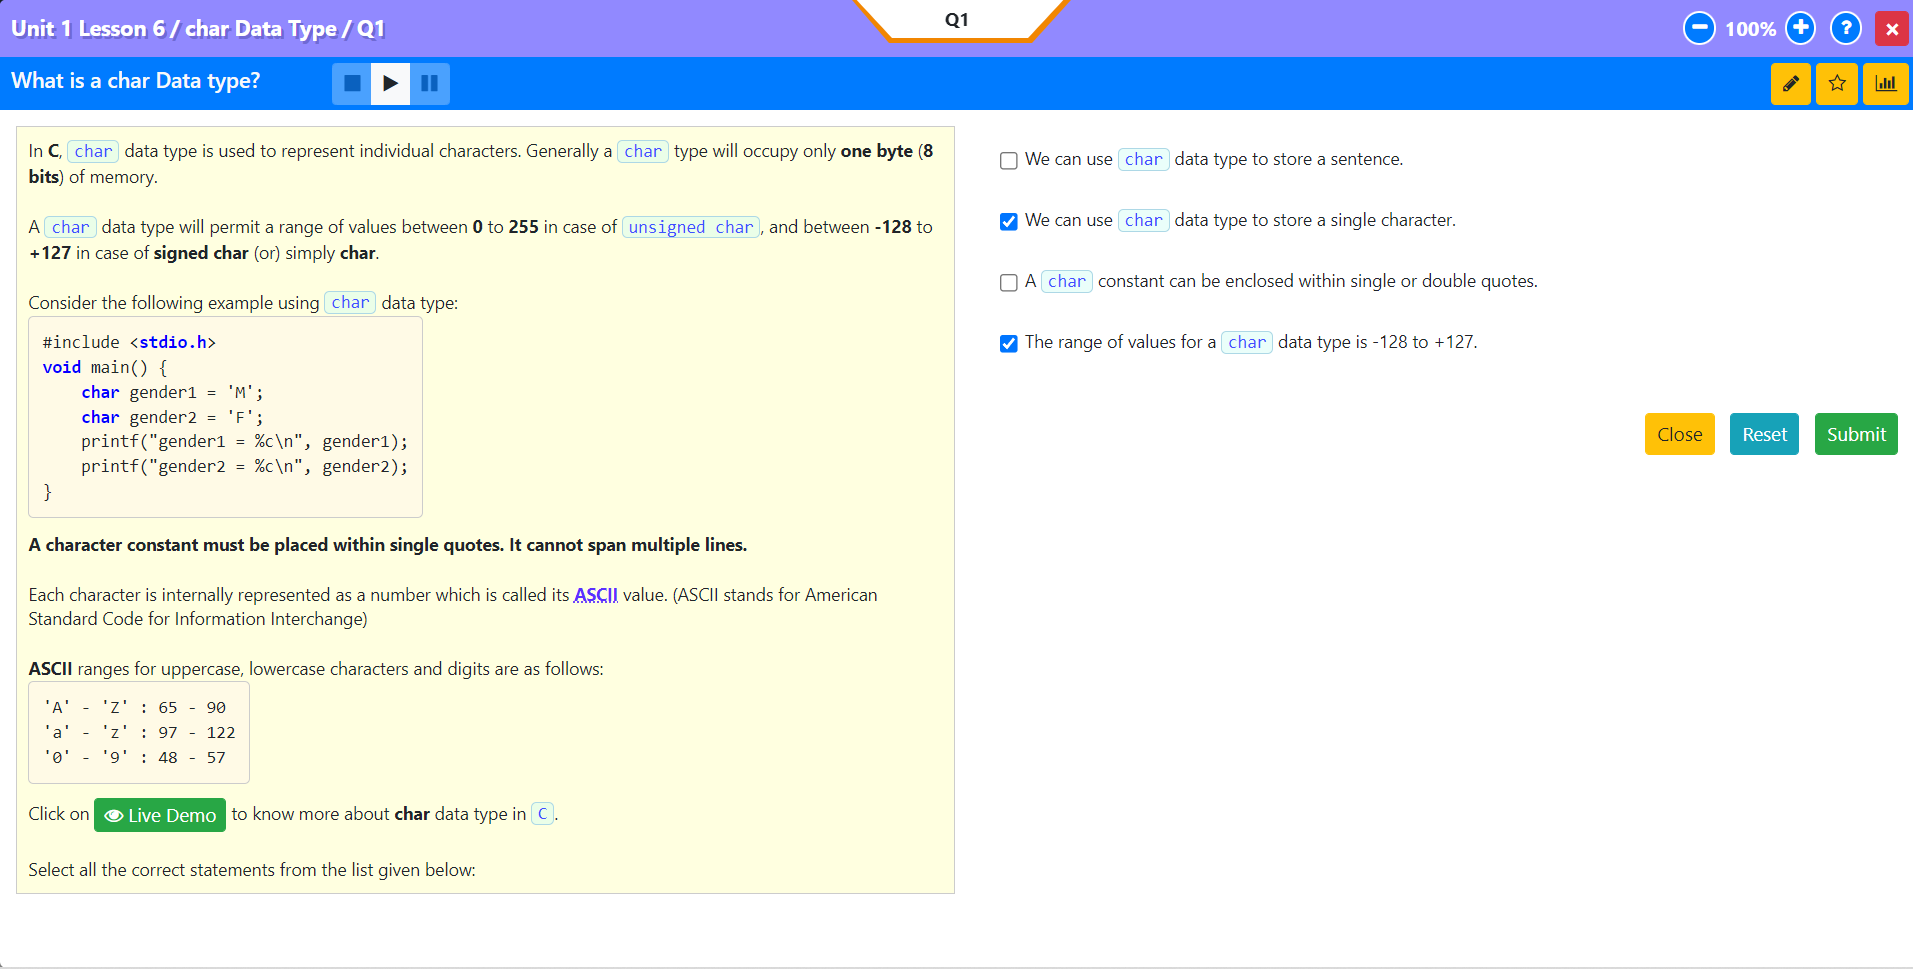 Unit 1 Lesson 6 / char Data Type / Q1
Q1
100%
What is a char Data type?
In C, char data type is used to represent individual characters. Generally a char type will occupy only one byte (8
bits) of memory.
A char data type will permit a range of values between 0 to 255 in case of unsigned char, and between -128 to
+127 in case of signed char (or) simply char.
Consider the following example using char data type:
#include <stdio.h>
void main() {
    char gender1 = 'M';
    char gender2 = 'F';
    printf("gender1 = %c\n", gender1);
    printf("gender2 = %c\n", gender2);
}
A character constant must be placed within single quotes. It cannot span multiple lines.
Each character is internally represented as a number which is called its ASCII value. (ASCII stands for American
Standard Code for Information Interchange)
ASCII ranges for uppercase, lowercase characters and digits are as follows:
'A' - 'Z' : 65 - 90
'a' - 'z' : 97 - 122
'0' - '9' : 48 - 57
Click on Live Demo to know more about char data type in C.
Select all the correct statements from the list given below:
We can use char data type to store a sentence.
We can use char data type to store a single character.
A char constant can be enclosed within single or double quotes.
The range of values for a char data type is -128 to +127.
Close Reset Submit